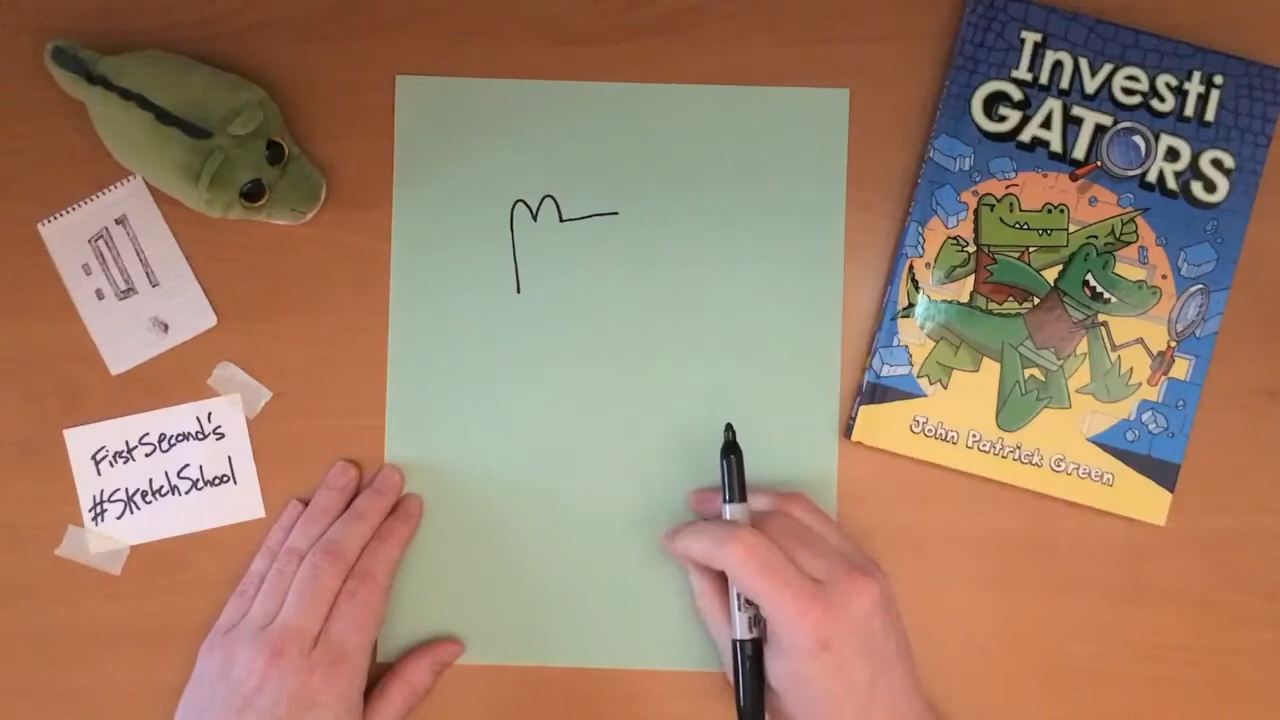 :01
First Second's
#SketchSchool
Investi
GATORS
John Patrick Green